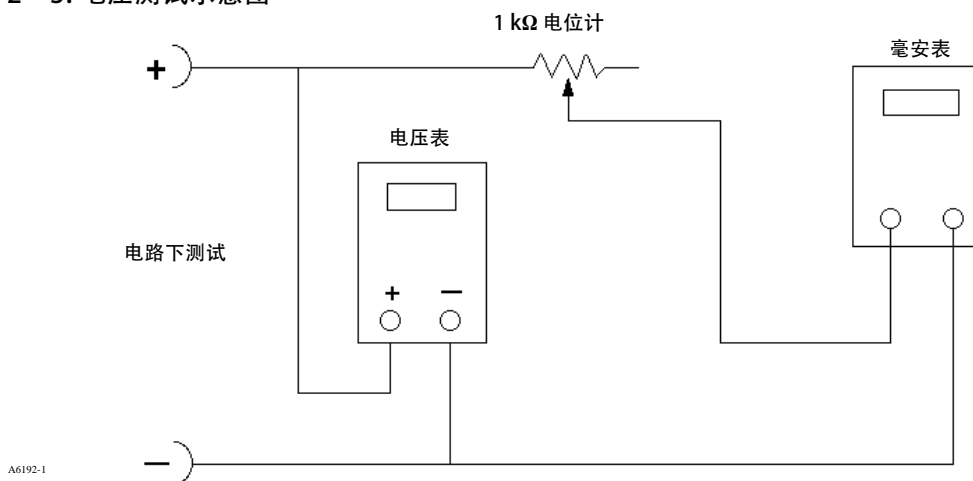 1 kΩ 电位计
毫安表
+
电压表
电路下测试
+ —
A6192-1
—